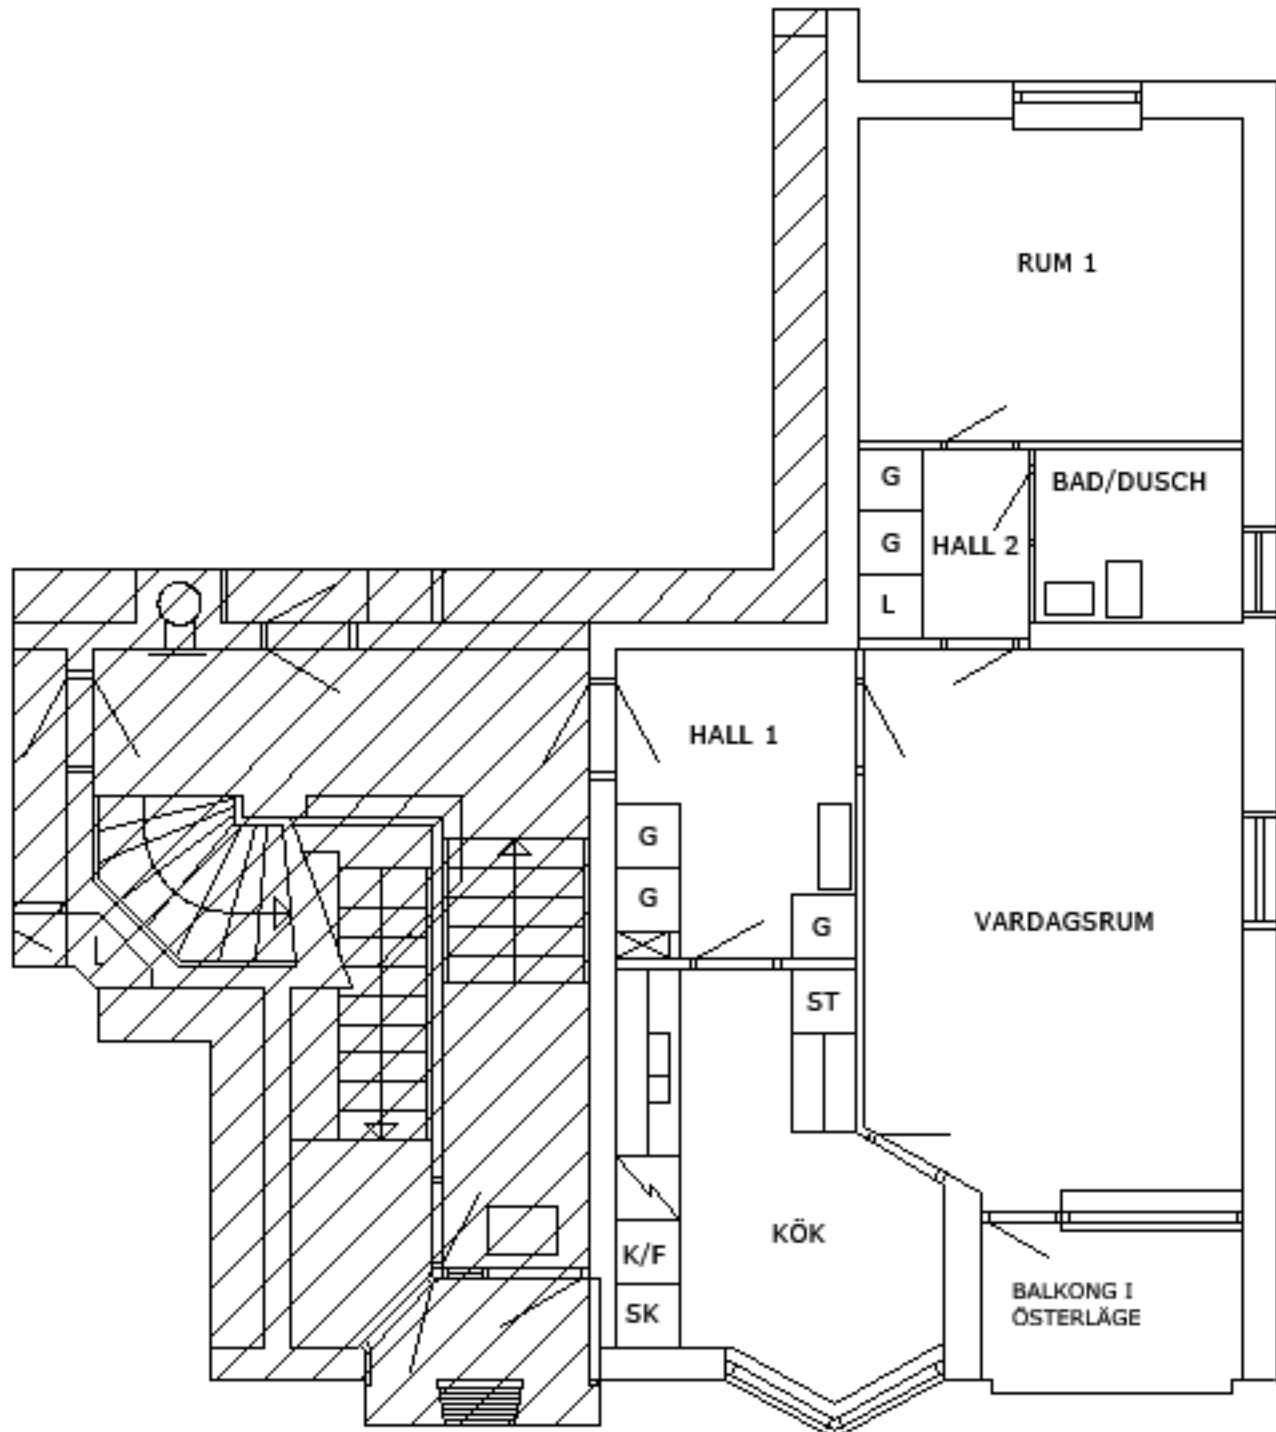 RUM 1
G
BAD/DUSCH
G
HALL 2
L
HALL 1
G
G
G
VARDAGSRUM
L
ST
KÖK
K/F
SK
BALKONG I
ÖSTERLÄGE